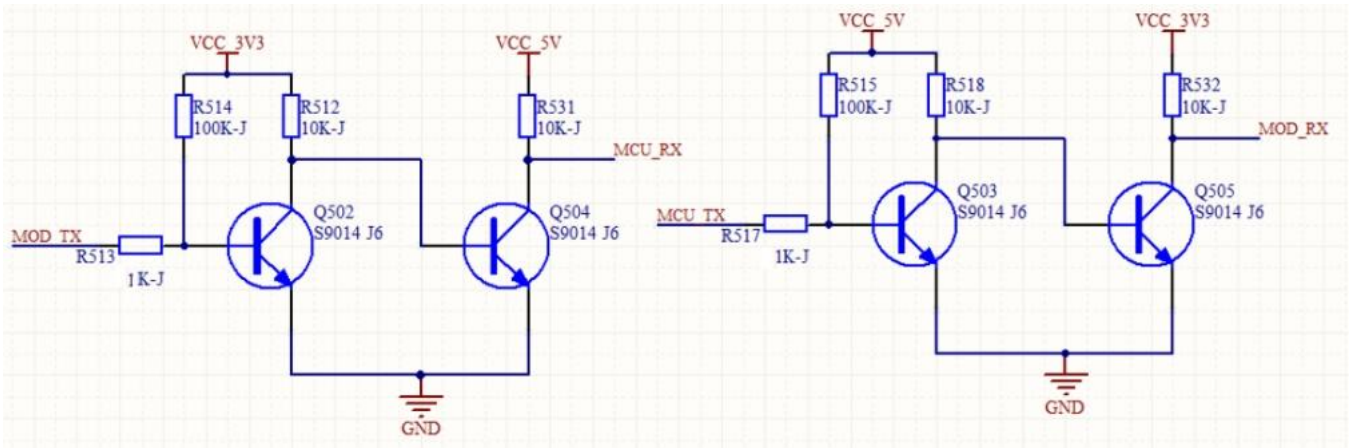 VCC_3V3
R514
100K-J
R512
10K-J
VCC_5V
R531
10K-J
MCU_RX
Q502
S9014 J6
Q504
S9014 J6
MOD_TX
R513
1K-J
GND
VCC_5V
R515
100K-J
R518
10K-J
VCC_3V3
R532
10K-J
MOD_RX
Q503
S9014 J6
Q505
S9014 J6
MCU_TX
R517
1K-J
GND